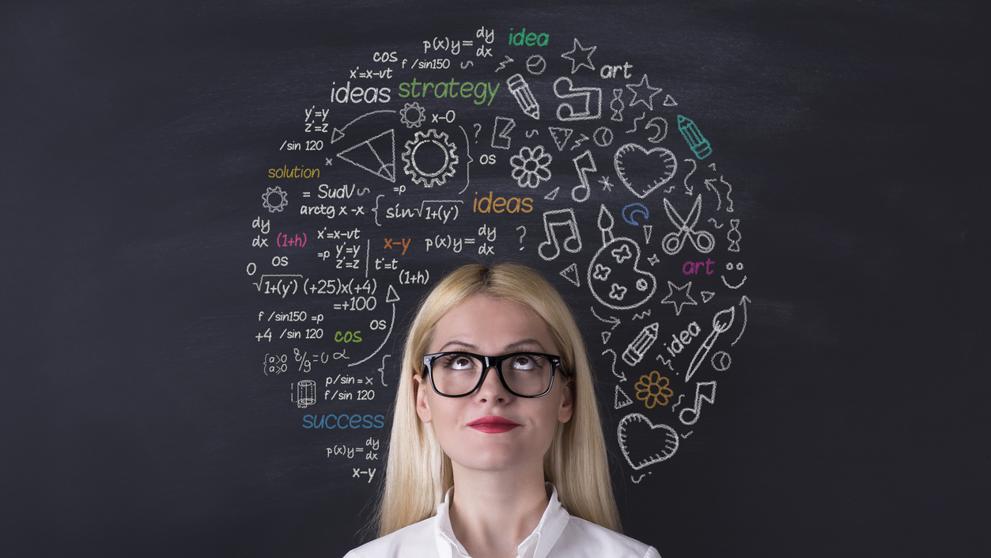 dy
p(x)y=
dx
idea
cos
f /sin150
x'=x-vt
art
ideas
strategy
y'=y
z'=z
x-0
?
/sin 120
x
os
solution
= SudV
=p
arctg x -x
{ sin√1+(y')
ideas
dy
dx
(1+h)
x'=x-vt
=p
y'=y
z'=z
t'=t
x-y
p(x)y=
dy
dx
?
os
(1+h)
art
0
√1+(y') (+25)x(+4)
=+100
f /sin150 =p
os
+4 /sin 120
cos
?idea
p/sin = x
f/sin 120
{
success
p(x)y=
dy
dx
x-y